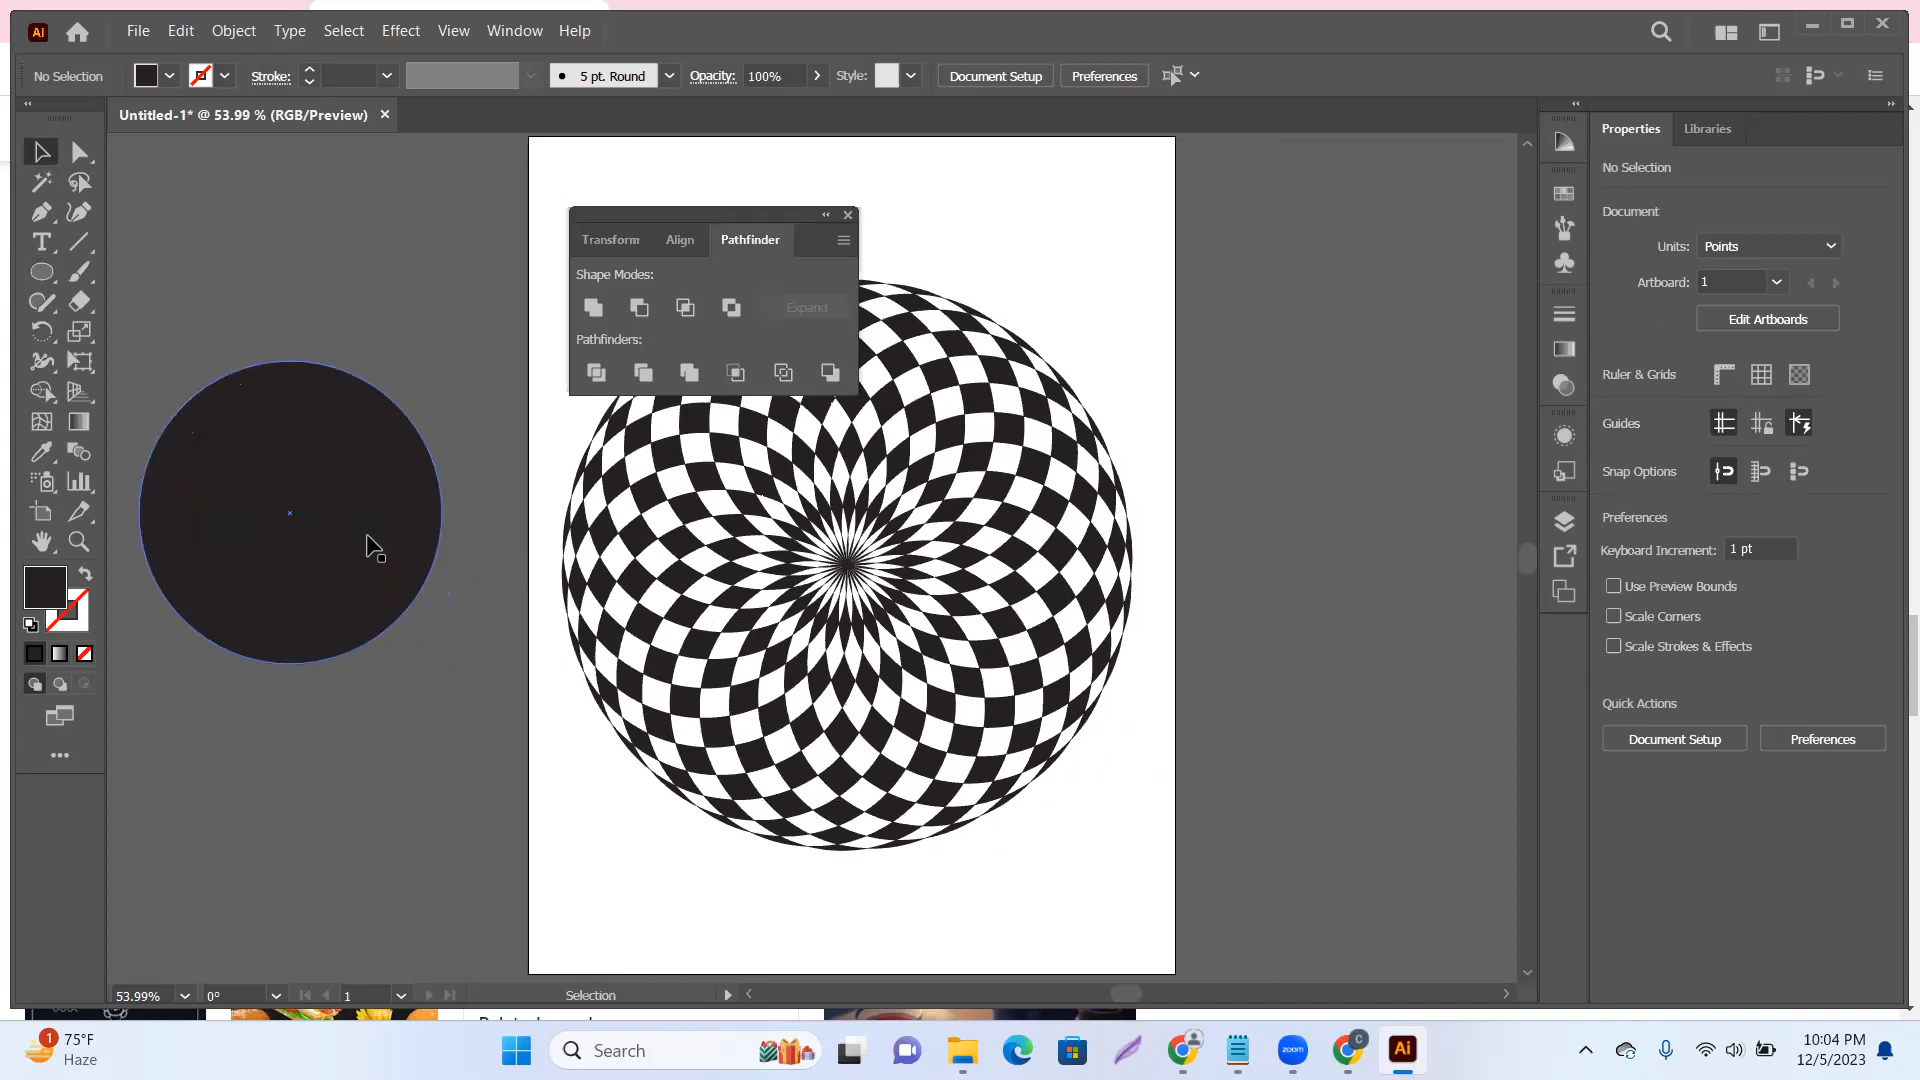 Ai File Edit Object Type Select Effect View Window Help
No Selection Stroke: 5 pt. Round Opacity: 100% Style: Document Setup Preferences
Untitled-1* @ 53.99 % (RGB/Preview)
Properties Libraries
No Selection
Document
Units: Points
Artboard: 1
Edit Artboards
Ruler & Grids
Guides
Snap Options
Preferences
Keyboard Increment: 1 pt
Use Preview Bounds
Scale Corners
Scale Strokes & Effects
Quick Actions
Document Setup Preferences
Transform Align Pathfinder
Shape Modes:
Expand
Pathfinders:
53.99% 0° 1 Selection
1 75°F
Haze
Search
zoom
C
Ai
10:04 PM
12/5/2023